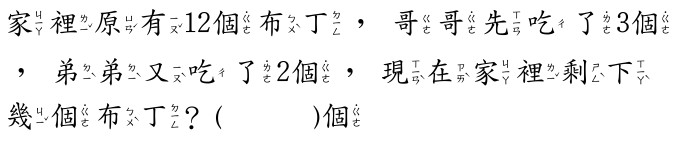 家裡原有12個布丁，哥哥先吃了3個
，弟弟又吃了2個，現在家裡剩下
幾個布丁？(　　　)個